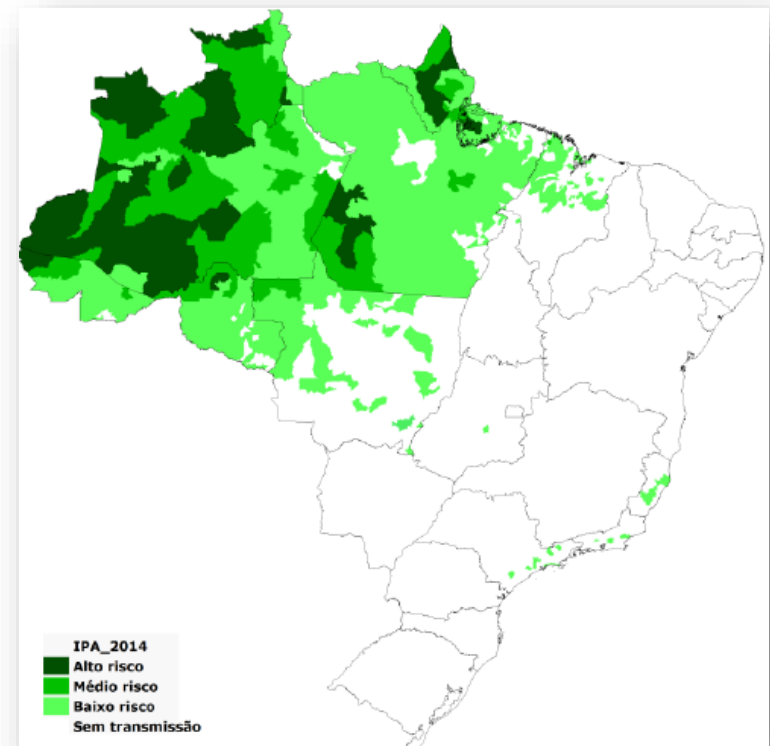 IPA_2014
Alto risco
Médio risco
Baixo risco
Sem transmissão